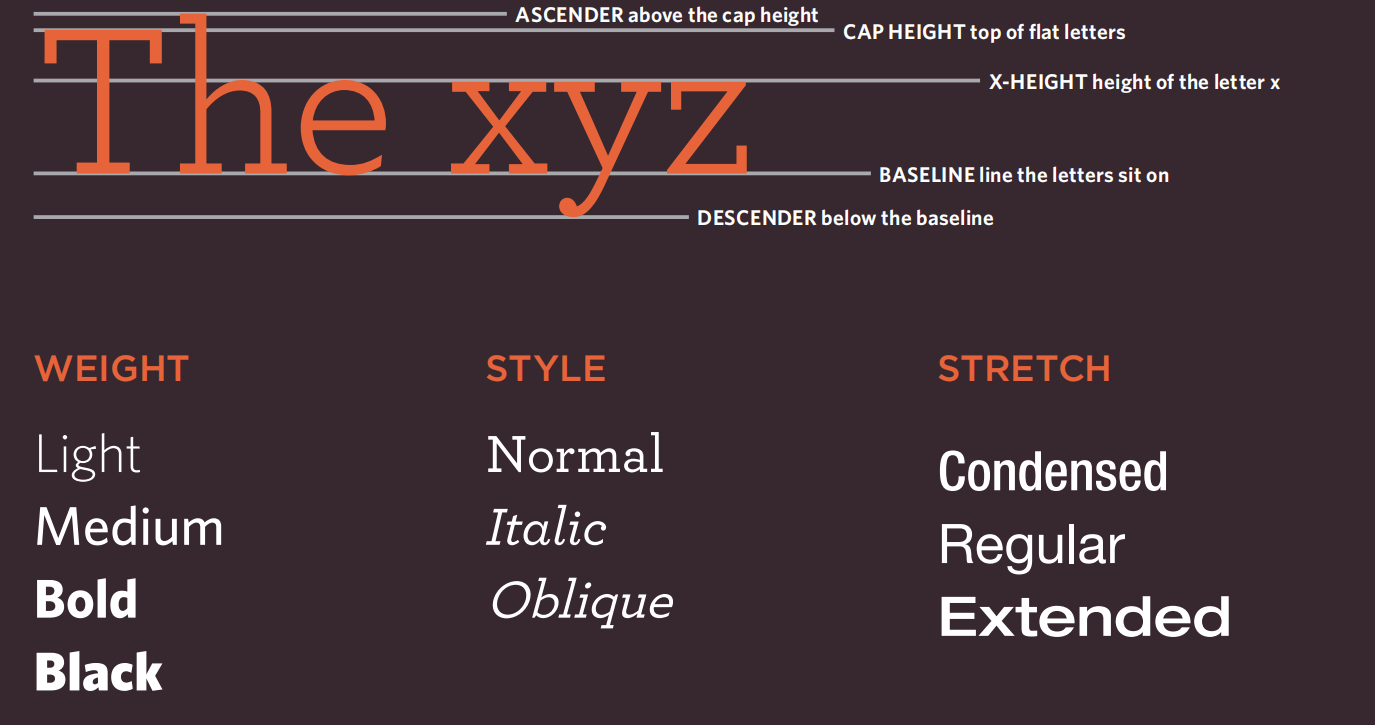 The xyz
ASCENDER above the cap height
CAP HEIGHT top of flat letters
X-HEIGHT height of the letter x
BASELINE line the letters sit on
DESCENDER below the baseline
WEIGHT
Light
Medium
Bold
Black
STYLE
Normal
Italic
Oblique
STRETCH
Condensed
Regular
Extended